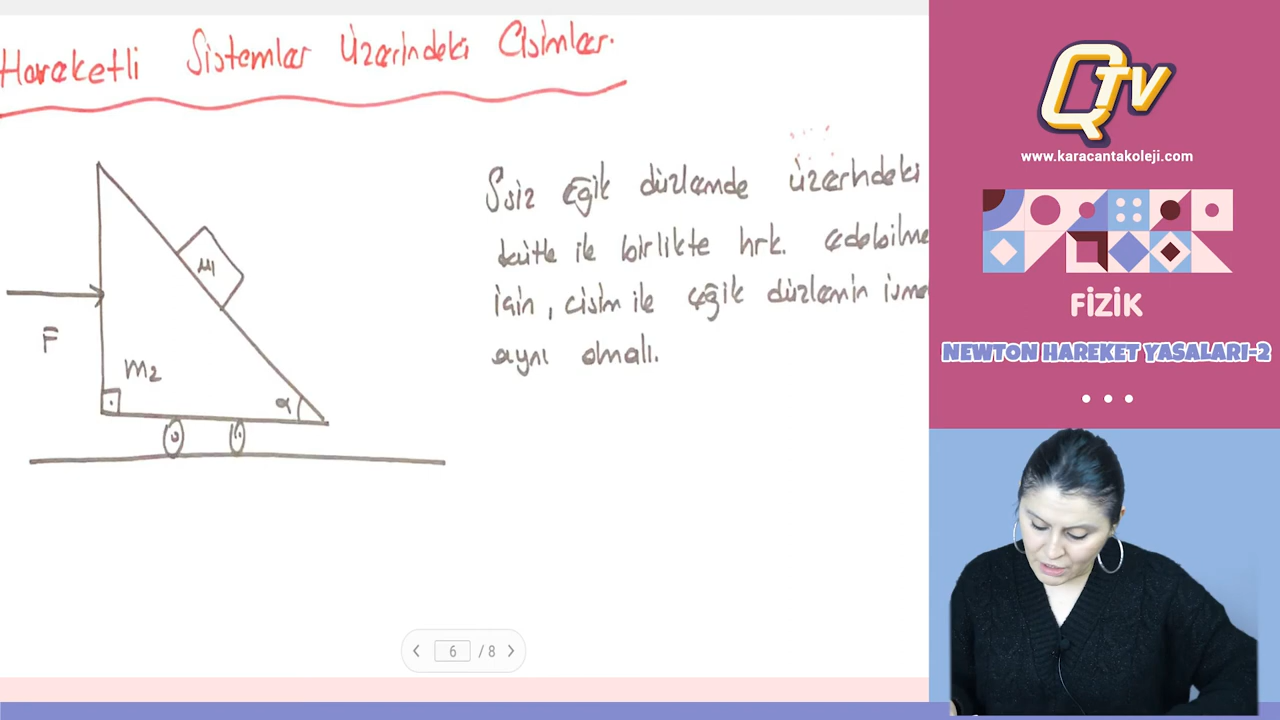 Hareketli Sistemler Üzerindeki Cisimler.
Ssiz eğik düzlemde üzerindeki
kütle ile birlikte hrk. edebilme
için, cisim ile eğik düzlemin ivme
aynı olmalı.
m1
F
m2
α
6 / 8
QTV
www.karacantakoleji.com
FİZİK
NEWTON HAREKET YASALARI-2